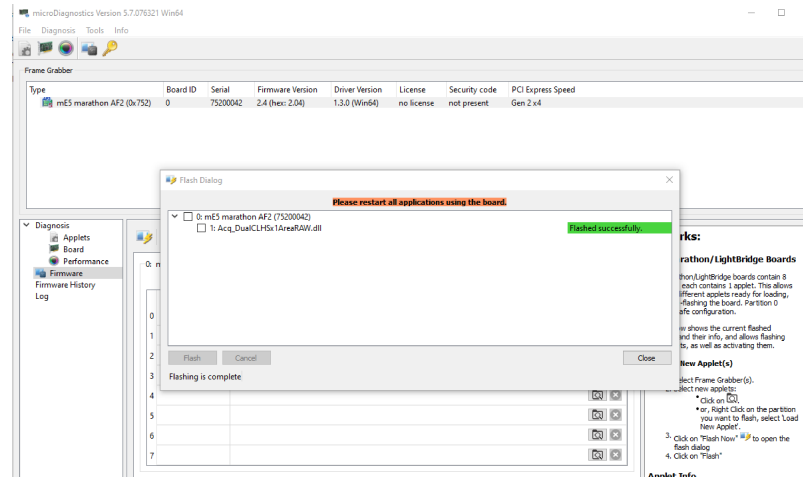 microDiagnostics Version 5.7.076321 Win64
File Diagnosis Tools Info
Frame Grabber
Type Board ID Serial Firmware Version Driver Version License Security code PCI Express Speed
mE5 marathon AF2 (0x752) 0 75200042 2.4 (hex: 2.04) 1.3.0 (Win64) no license not present Gen 2 x4
Flash Dialog
Please restart all applications using the board.
0: mE5 marathon AF2 (75200042)
1: Acq_DualCLHSx1AreaRAW.dll Flashed successfully.
Flash Cancel Close
Flashing is complete
Diagnosis
Applets
Board
Performance
Firmware
Firmware History
Log
0:
0
1
2
3
4
5
6
7
rks:
rathon/LightBridge Boards
thon/LightBridge boards contain 8
each contains 1 applet. This allows
ifferent applets ready for loading,
-flashing the board. Partition 0
afe configuration.
ow shows the current flashed
and their info, and allows flashing
ts, as well as activating them.
New Applet(s)
elect Frame Grabber(s).
elect new applets:
Click on
or, Right Click on the partition
you want to flash, select 'Load
New Applet'.
3. Click on "Flash Now" to open the
flash dialog
4. Click on "Flash"
Applet Info